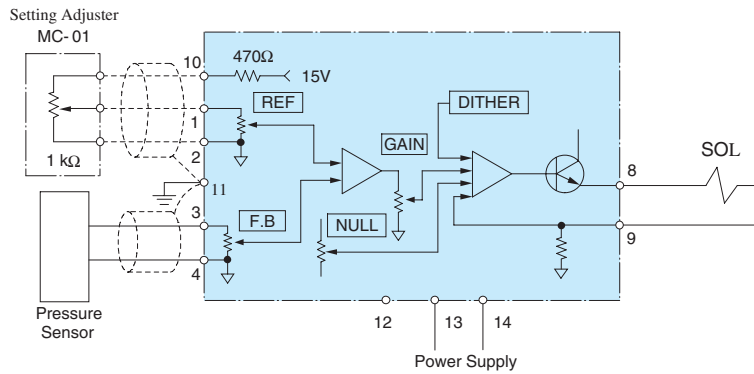 Setting Adjuster
MC- 01
10
470Ω
15V
REF
DITHER
1
GAIN
2
1 kΩ
11
8
SOL
3
F.B
NULL
9
4
Pressure
Sensor
12
13
14
Power Supply